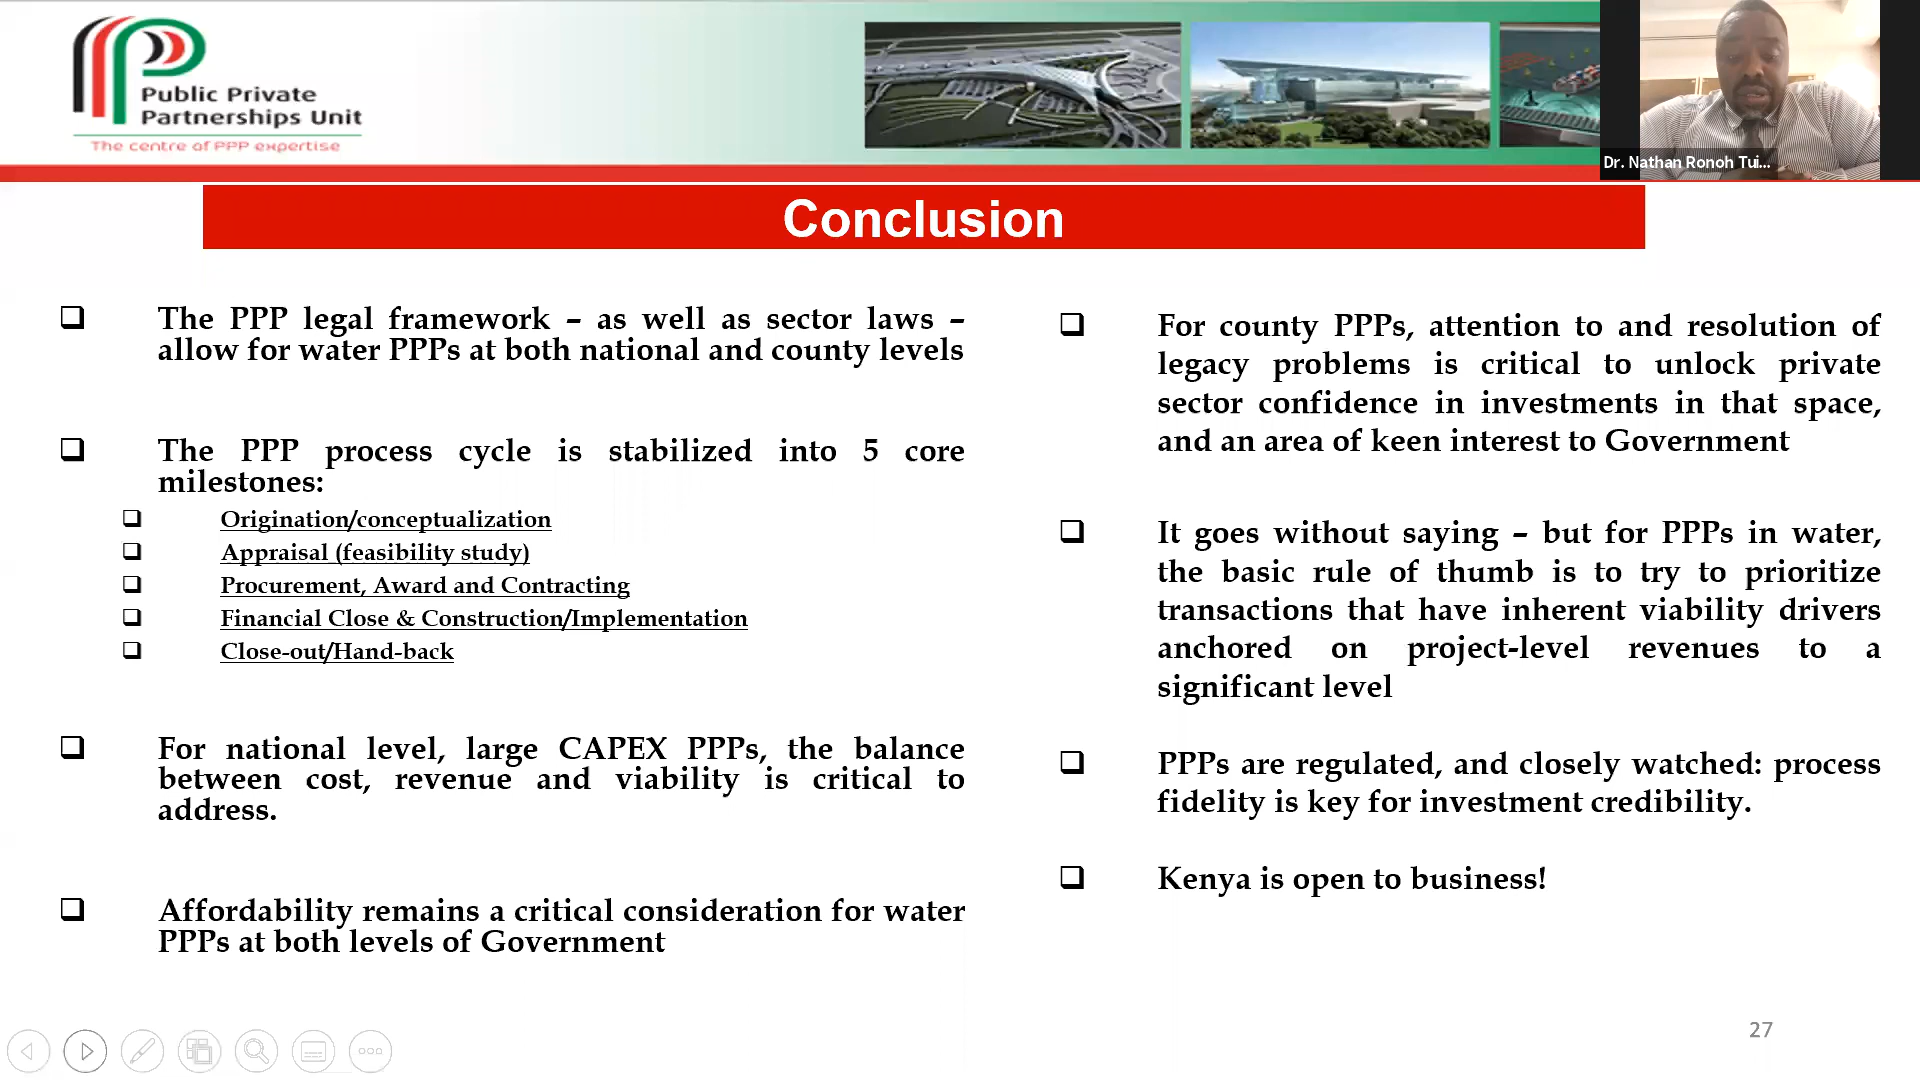 Public Private
Partnerships Unit
The centre of PPP expertise
Dr. Nathan Ronoh Tui...
Conclusion
The PPP legal framework – as well as sector laws –
allow for water PPPs at both national and county levels
The PPP process cycle is stabilized into 5 core
milestones:
Origination/conceptualization
Appraisal (feasibility study)
Procurement, Award and Contracting
Financial Close & Construction/Implementation
Close-out/Hand-back
For national level, large CAPEX PPPs, the balance
between cost, revenue and viability is critical to
address.
Affordability remains a critical consideration for water
PPPs at both levels of Government
For county PPPs, attention to and resolution of
legacy problems is critical to unlock private
sector confidence in investments in that space,
and an area of keen interest to Government
It goes without saying – but for PPPs in water,
the basic rule of thumb is to try to prioritize
transactions that have inherent viability drivers
anchored on project-level revenues to a
significant level
PPPs are regulated, and closely watched: process
fidelity is key for investment credibility.
Kenya is open to business!
27